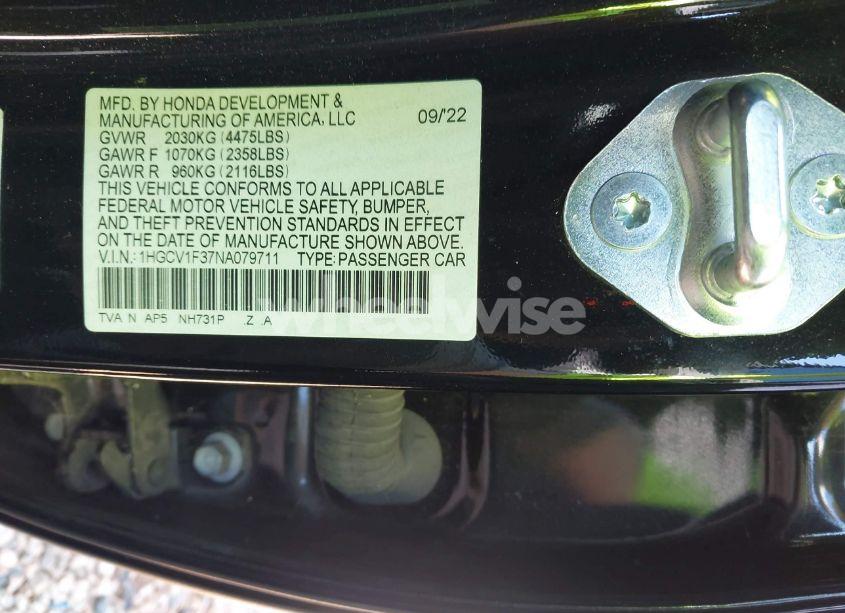 MFD. BY HONDA DEVELOPMENT &
MANUFACTURING OF AMERICA, LLC 09/'22
GVWR 2030KG (4475LBS)
GAWR F 1070KG (2358LBS)
GAWR R 960KG (2116LBS)
THIS VEHICLE CONFORMS TO ALL APPLICABLE
FEDERAL MOTOR VEHICLE SAFETY, BUMPER,
AND THEFT PREVENTION STANDARDS IN EFFECT
ON THE DATE OF MANUFACTURE SHOWN ABOVE.
V.I.N.: 1HGCV1F37NA079711 TYPE: PASSENGER CAR
TVA N AP5 NH731P .Z .A
wheelwise